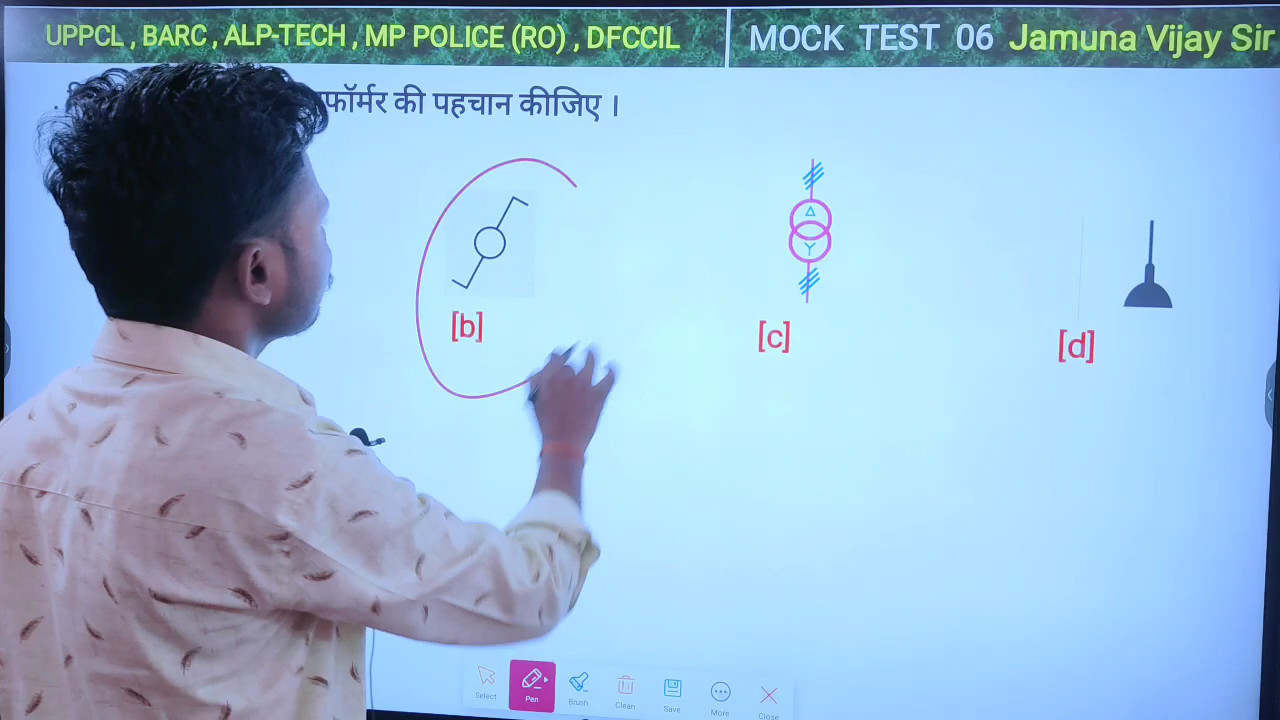 UPPCL , BARC , ALP-TECH , MP POLICE (RO) , DFCCIL
MOCK TEST 06 Jamuna Vijay Sir
की पहचान कीजिए ।
Δ
Y
[b]
[c]
[d]
Select
Pen
Brush
Clean
Save
More
Close